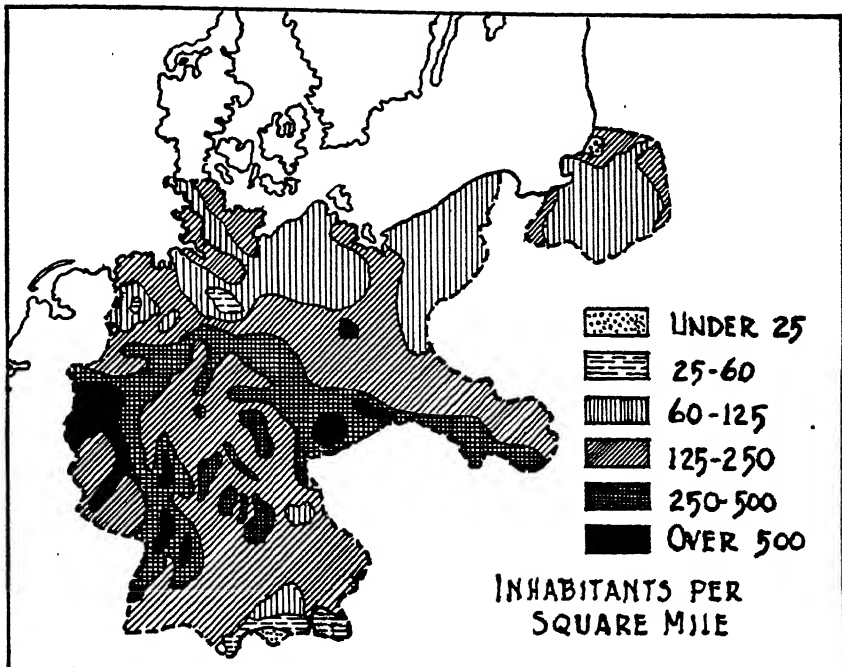 UNDER 25
25-60
60-125
125-250
250-500
OVER 500
INHABITANTS PER
SQUARE MILE